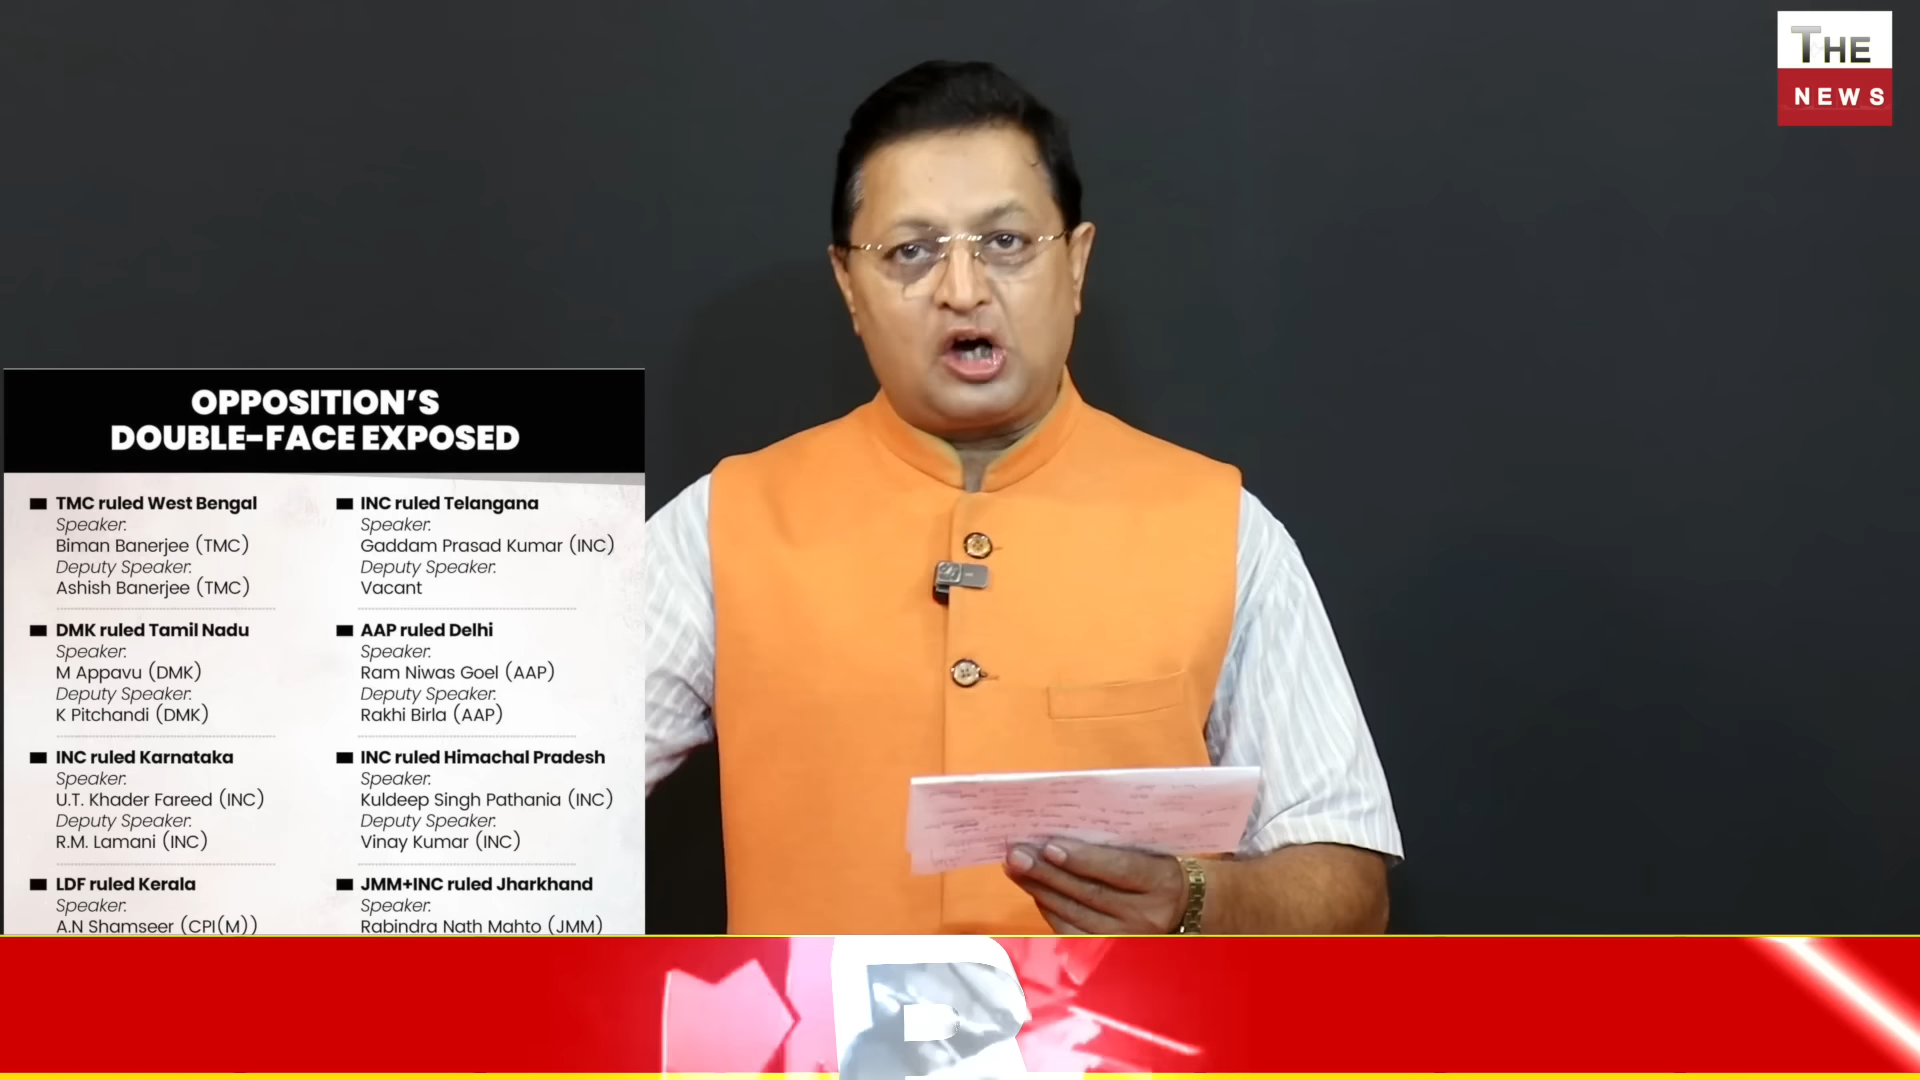 THE
NEWS
OPPOSITION'S
DOUBLE-FACE EXPOSED
TMC ruled West Bengal
Speaker:
Biman Banerjee (TMC)
Deputy Speaker:
Ashish Banerjee (TMC)
DMK ruled Tamil Nadu
Speaker:
M Appavu (DMK)
Deputy Speaker:
K Pitchandi (DMK)
INC ruled Karnataka
Speaker:
U.T. Khader Fareed (INC)
Deputy Speaker:
R.M. Lamani (INC)
LDF ruled Kerala
Speaker:
A.N Shamseer (CPI(M))
INC ruled Telangana
Speaker:
Gaddam Prasad Kumar (INC)
Deputy Speaker:
Vacant
AAP ruled Delhi
Speaker:
Ram Niwas Goel (AAP)
Deputy Speaker:
Rakhi Birla (AAP)
INC ruled Himachal Pradesh
Speaker:
Kuldeep Singh Pathania (INC)
Deputy Speaker:
Vinay Kumar (INC)
JMM+INC ruled Jharkhand
Speaker:
Rabindra Nath Mahto (JMM)